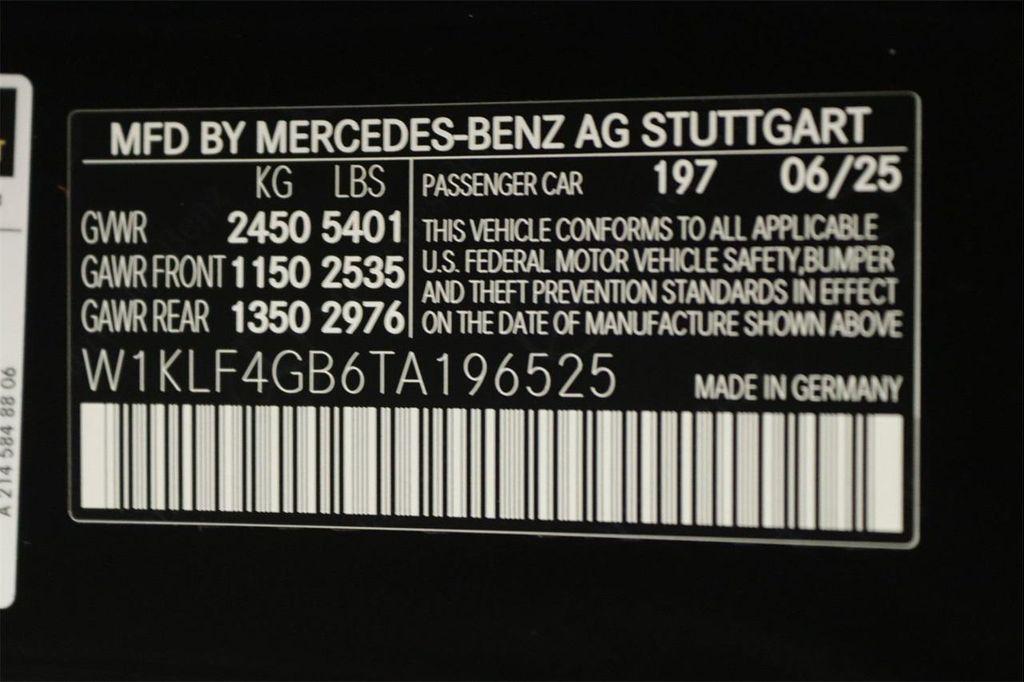 MFD BY MERCEDES-BENZ AG STUTTGART
KG LBS
GVWR 2450 5401
GAWR FRONT 1150 2535
GAWR REAR 1350 2976
PASSENGER CAR 197 06/25
THIS VEHICLE CONFORMS TO ALL APPLICABLE
U.S. FEDERAL MOTOR VEHICLE SAFETY,BUMPER
AND THEFT PREVENTION STANDARDS IN EFFECT
ON THE DATE OF MANUFACTURE SHOWN ABOVE
W1KLF4GB6TA196525
MADE IN GERMANY
A 214 584 88 06